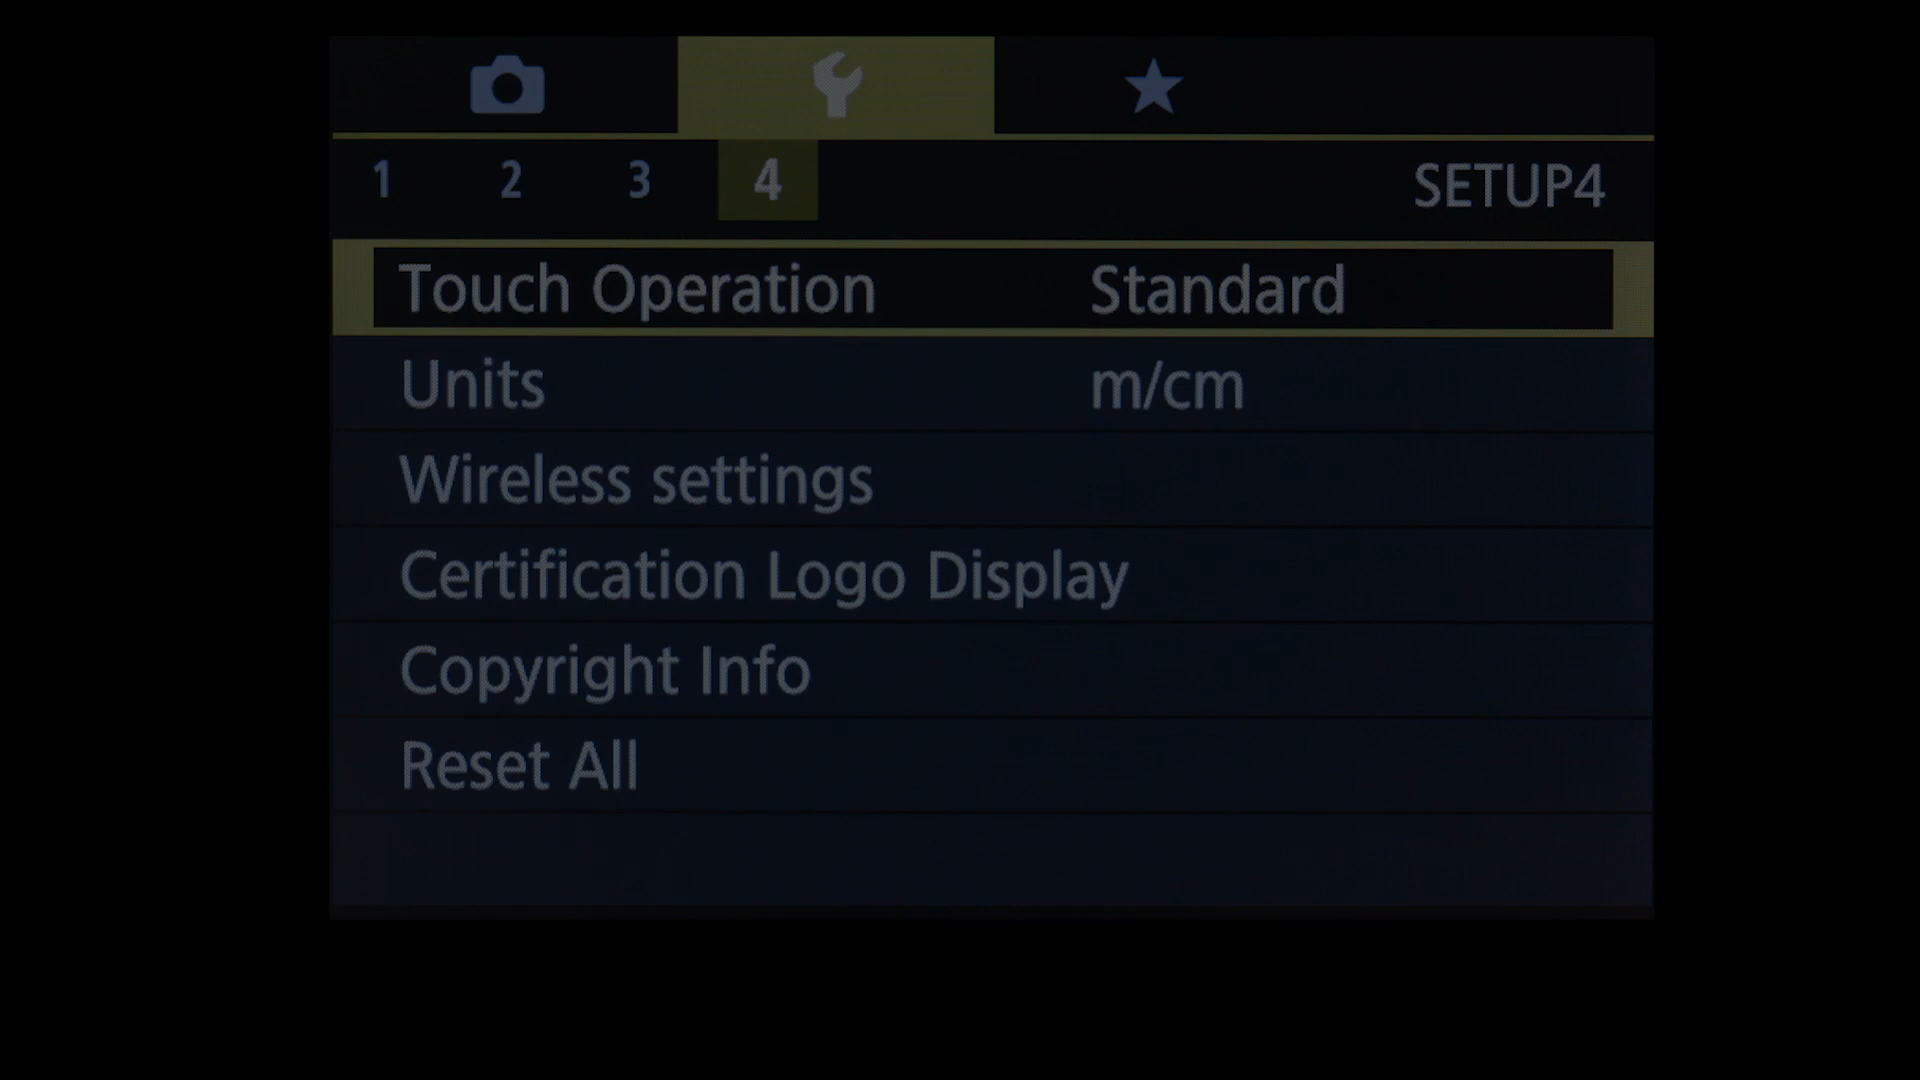 1 2 3 4 SETUP4
Touch Operation Standard
Units m/cm
Wireless settings
Certification Logo Display
Copyright Info
Reset All